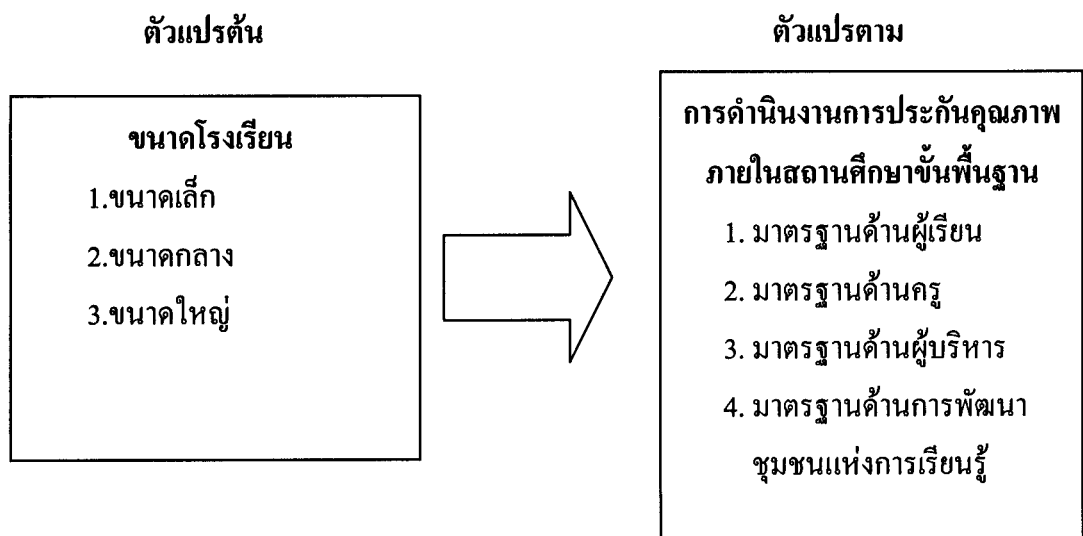 ตัวแปรต้น
ขนาดโรงเรียน
1.ขนาดเล็ก
2.ขนาดกลาง
3.ขนาดใหญ่
ตัวแปรตาม
การดำนินงานการประกันคุณภาพ
ภายในสถานศึกษาขั้นพื้นฐาน
1. มาตรฐานด้านผู้เรียน
2. มาตรฐานด้านครู
3. มาตรฐานด้านผู้บริหาร
4. มาตรฐานด้านการพัฒนา
ชุมชนแห่งการเรียนรู้